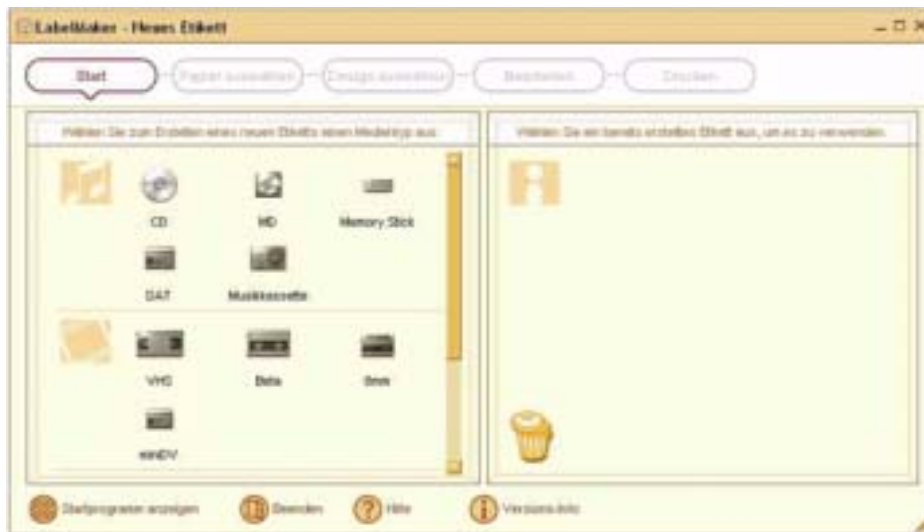 LabelMaker - Neues Etikett
Start
Papier auswählen
Design auswählen
Bearbeiten
Drucken
Wählen Sie zum Erstellen eines neuen Etiketts einen Medientyp aus.
Wählen Sie ein bereits erstelltes Etikett aus, um es zu verwenden.
CD
MD
Memory Stick
DAT
Musikkassette
VHS
Beta
8mm
miniDV
Startprogramm anzeigen
Beenden
Hilfe
Versions-Info